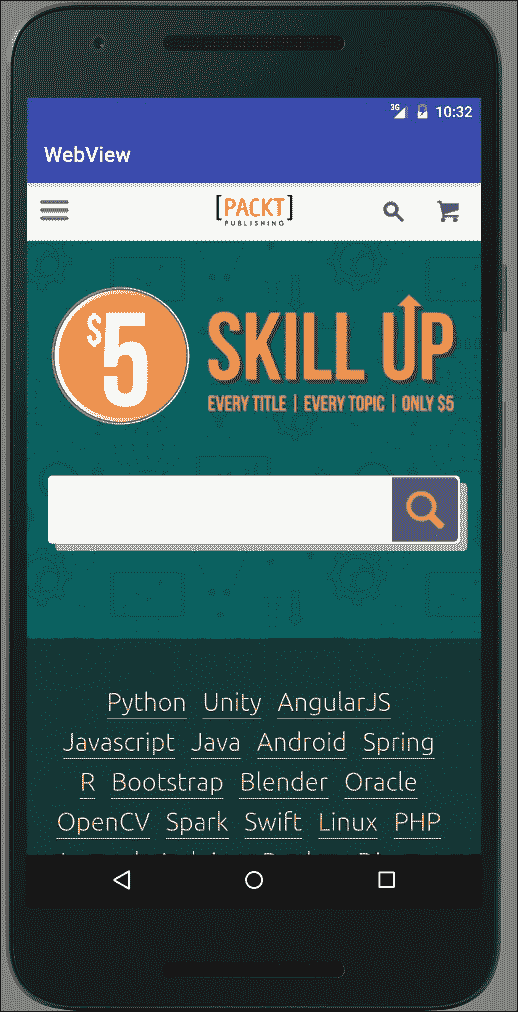 3G 10:32
WebView
[PACKT]
PUBLISHING
$5 SKILL UP
EVERY TITLE | EVERY TOPIC | ONLY $5
Python Unity AngularJS
Javascript Java Android Spring
R Bootstrap Blender Oracle
OpenCV Spark Swift Linux PHP